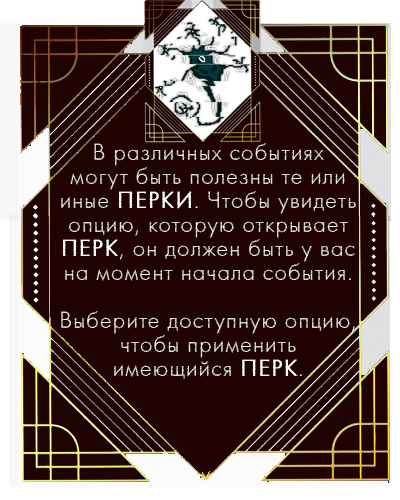 В различных событиях
могут быть полезны те или
иные ПЕРКИ. Чтобы увидеть
опцию, которую открывает
ПЕРК, он должен быть у вас
на момент начала события.
Выберите доступную опцию,
чтобы применить
имеющийся ПЕРК.